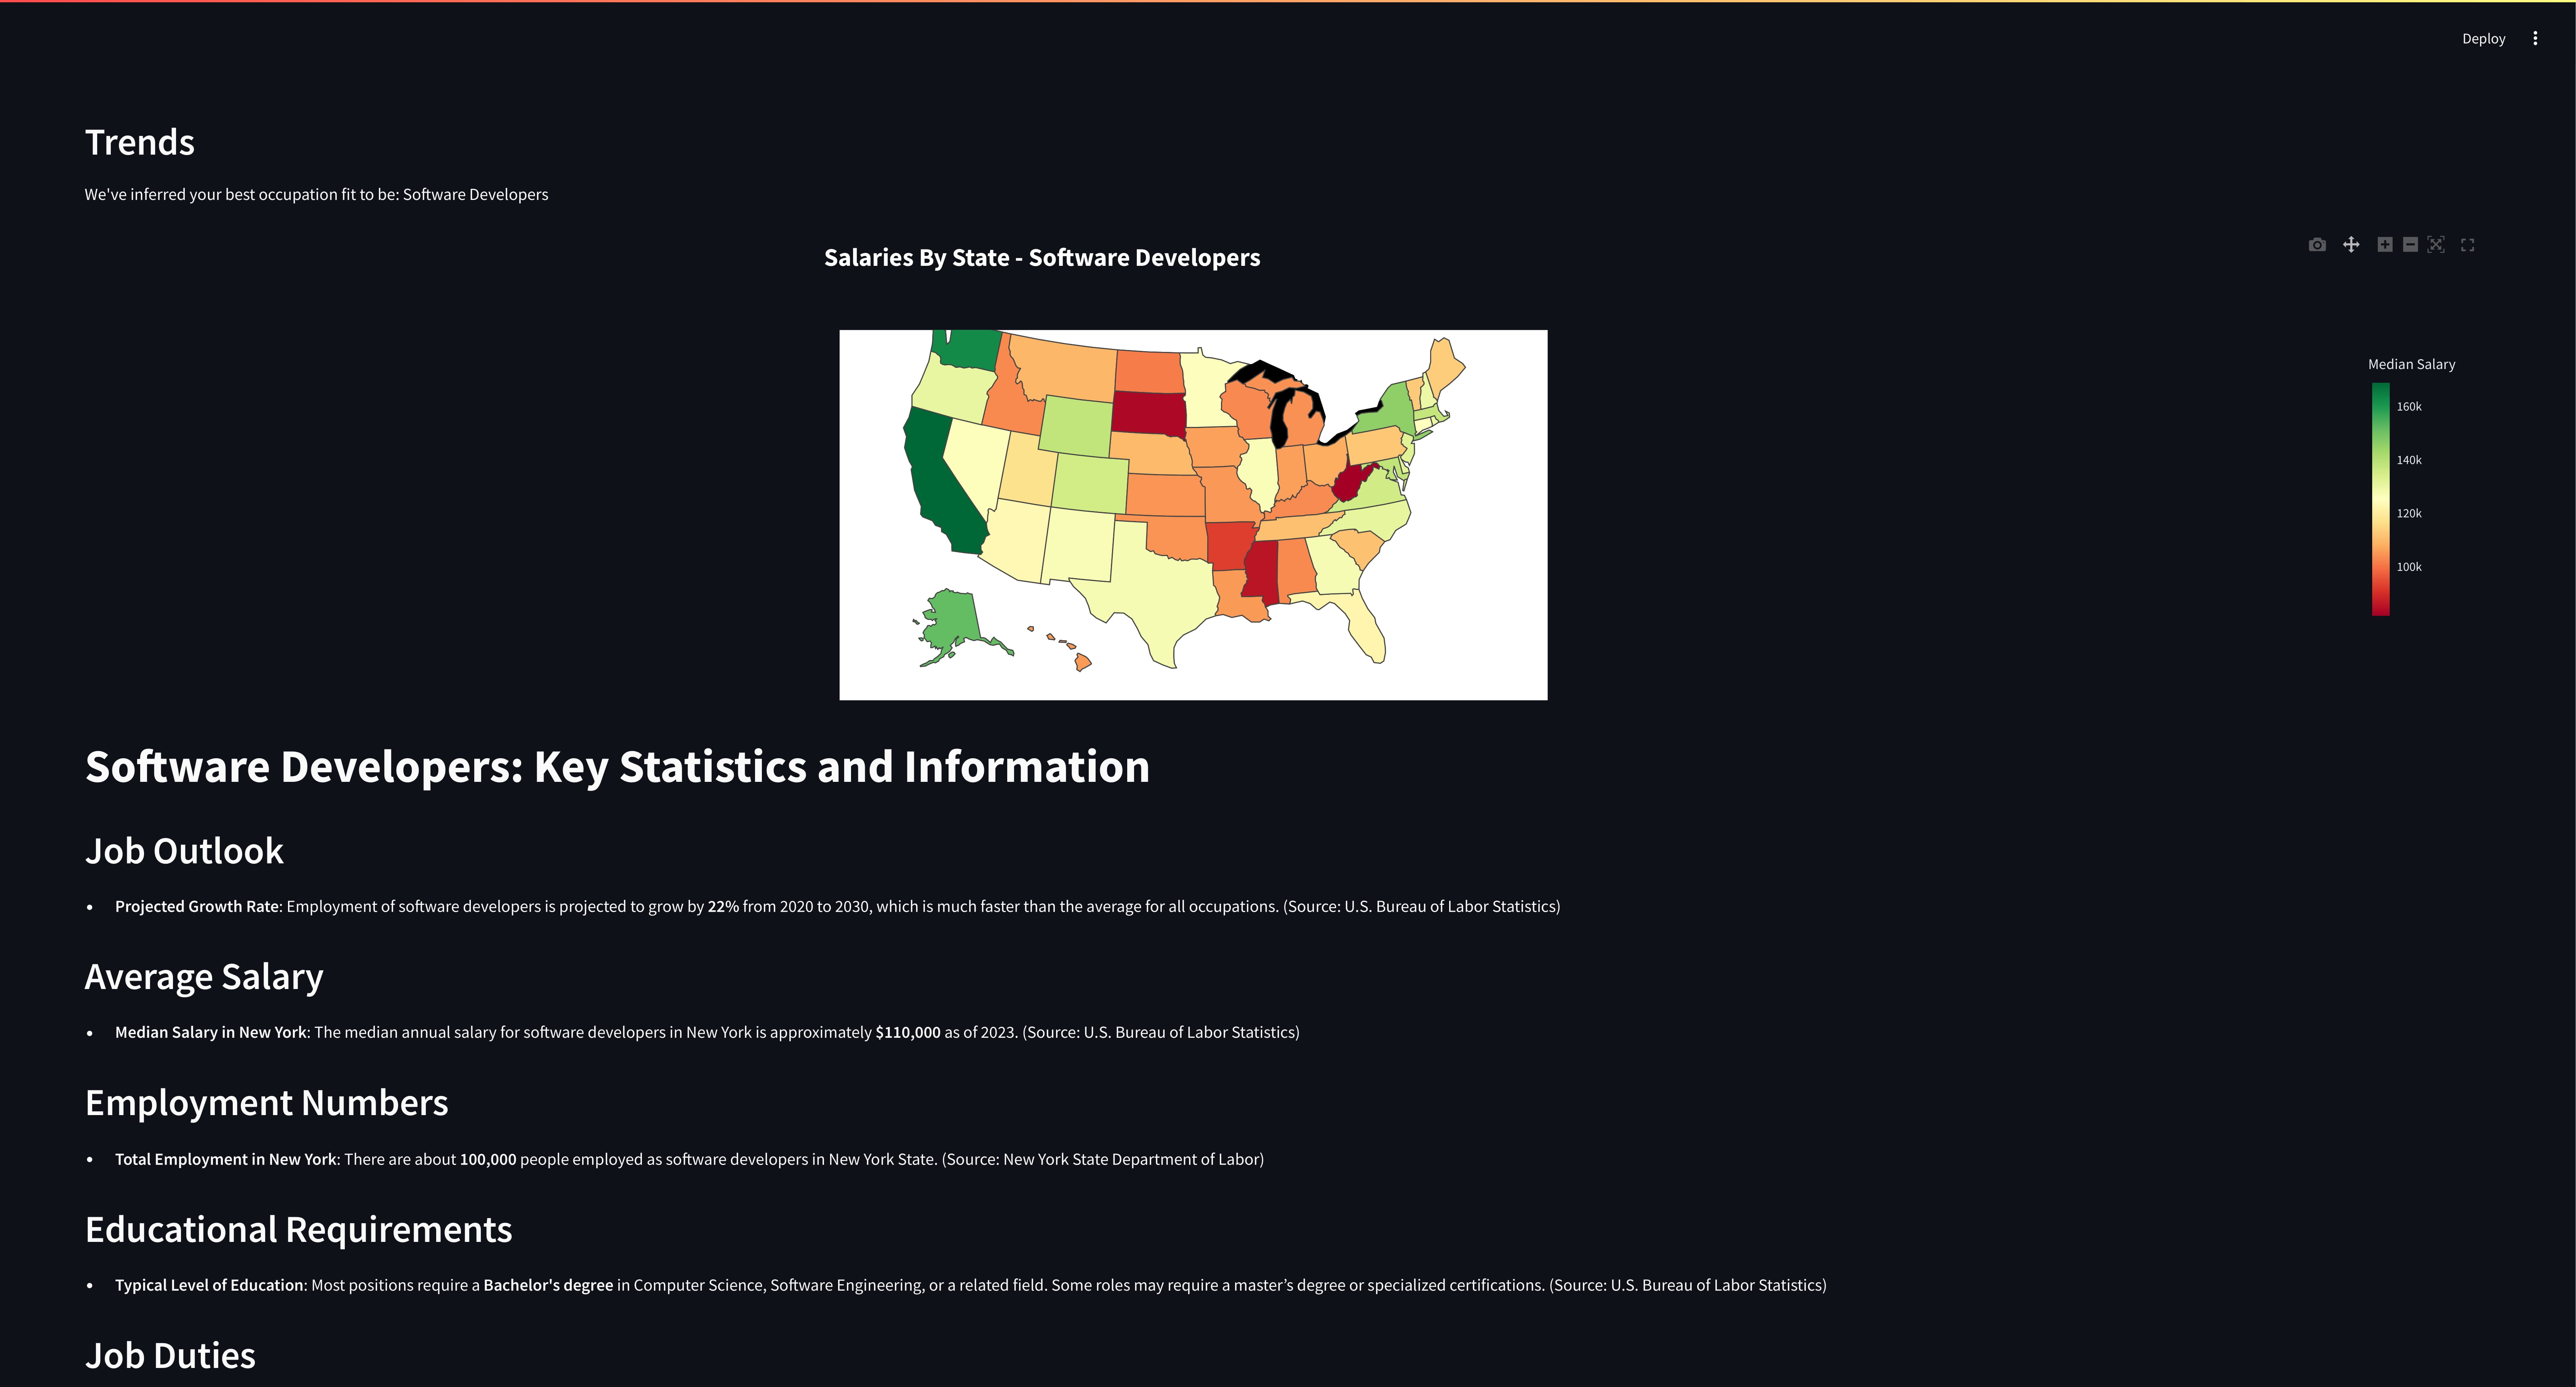 Deploy
Trends
We've inferred your best occupation fit to be: Software Developers
Salaries By State - Software Developers
Median Salary
160k
140k
120k
100k
Software Developers: Key Statistics and Information
Job Outlook
• Projected Growth Rate: Employment of software developers is projected to grow by 22% from 2020 to 2030, which is much faster than the average for all occupations. (Source: U.S. Bureau of Labor Statistics)
Average Salary
• Median Salary in New York: The median annual salary for software developers in New York is approximately $110,000 as of 2023. (Source: U.S. Bureau of Labor Statistics)
Employment Numbers
• Total Employment in New York: There are about 100,000 people employed as software developers in New York State. (Source: New York State Department of Labor)
Educational Requirements
• Typical Level of Education: Most positions require a Bachelor's degree in Computer Science, Software Engineering, or a related field. Some roles may require a master’s degree or specialized certifications. (Source: U.S. Bureau of Labor Statistics)
Job Duties